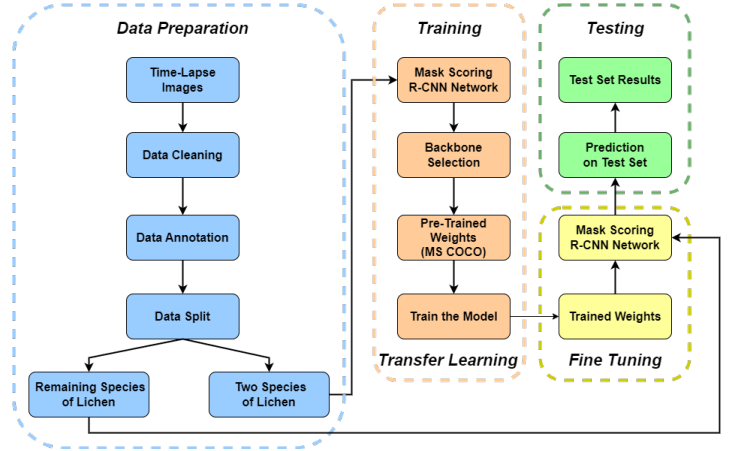 Data Preparation
Time-Lapse
Images
Data Cleaning
Data Annotation
Data Split
Remaining Species
of Lichen
Two Species
of Lichen
Training
Mask Scoring
R-CNN Network
Backbone
Selection
Pre-Trained
Weights
(MS COCO)
Train the Model
Transfer Learning
Testing
Test Set Results
Prediction
on Test Set
Mask Scoring
R-CNN Network
Trained Weights
Fine Tuning